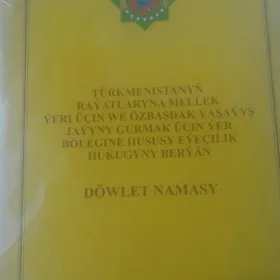 TÜRKMENISTANYŇ
RAÝATLARYNA MELLEK
ÝERI ÜÇIN WE ÖZBAŞDAK ÝAŞAÝYŞ
JAÝYNY GURMAK ÜÇIN ÝER
BÖLEGINE HUSUSY EÝEÇILIK
HUKUGYNY BERÝÄN
DÖWLET NAMASY